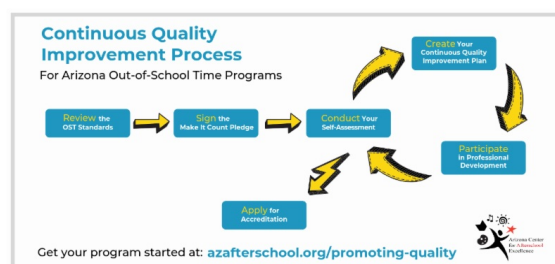 Continuous Quality
Improvement Process
For Arizona Out-of-School Time Programs
Review the
OST Standards
Sign the
Make It Count Pledge
Conduct Your
Self-Assessment
Create Your
Continuous Quality
Improvement Plan
Participate
in Professional
Development
Apply for
Accreditation
Get your program started at: azafterschool.org/promoting-quality
Arizona Center
for Afterschool
Excellence